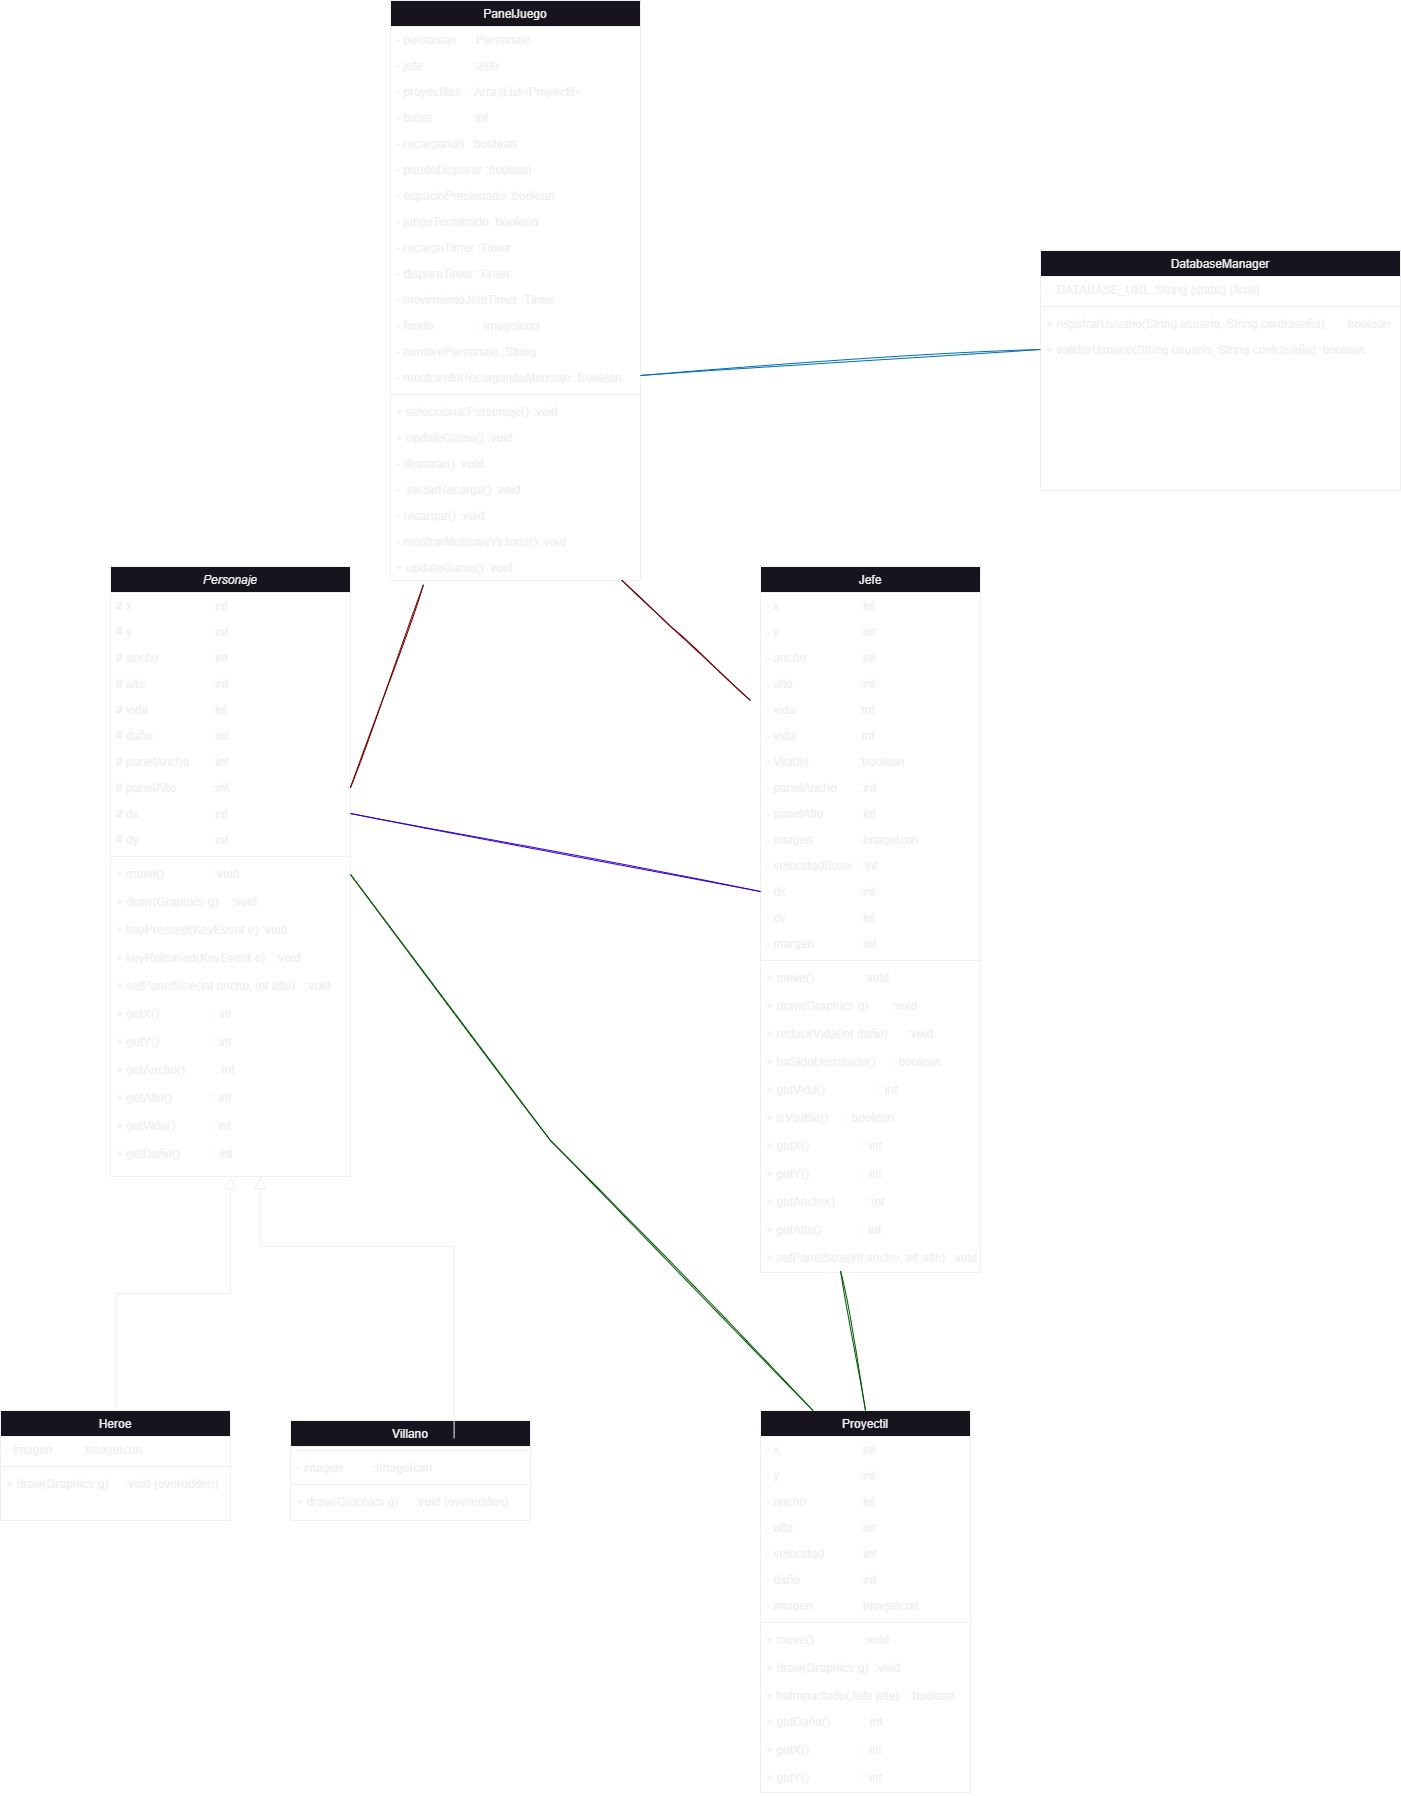 PanelJuego
- personaje :Personaje
- jefe :Jefe
- proyectiles :ArrayList<Proyectil>
- balas :int
- recargando :boolean
- puedeDisparar :boolean
- espacioPresionado :boolean
- juegoTerminado :boolean
- recargaTimer :Timer
- disparoTimer :Timer
- movimientoJefeTimer :Timer
- fondo : ImageIcon
- nombrePersonaje :String
- mostrandoRecargandoMensaje :Boolean
+ seleccionarPersonaje() :void
+ updateGame() :void
- disparar() :void
- iniciarRecarga() :void
- recargar() :void
- mostrarMensajeVictoria() :void
+ updateGame() :void
DatabaseManager
- DATABASE_URL :String {static} {final}
+ registrarUsuario(String usuario, String contraseña) :boolean
+ validarUsuario(String usuario, String contraseña) :boolean
Personaje
# x :int
# y :int
# ancho :int
# alto :int
# vida :int
# daño :int
# panelAncho :int
# panelAlto :int
# dx :int
# dy :int
+ move() :void
+ draw(Graphics g) :void
+ keyPressed(KeyEvent e) :void
+ keyReleased(KeyEvent e) :void
+ setPanelSize(int ancho, int alto) :void
+ getX() : int
+ getY() : int
+ getAncho() : int
+ getAlto() : int
+ getVida() : int
+ getDaño() : int
Jefe
- x :int
- y :int
- ancho :int
- alto :int
- vida :int
- vida :int
- Visible :boolean
- panelAncho :int
- panelAlto :int
- imagen :ImageIcon
- velocidadBase :int
- dx :int
- dy :int
- margen :int
+ move() :void
+ draw(Graphics g) :void
+ reducirVida(int daño) :void
+ haSidoDerrotado() : boolean
+ getVida() : int
+ isVisible() : boolean
+ getX() : int
+ getY() : int
+ getAncho() : int
+ getAlto() : int
+ setPanelSize(int ancho, int alto) : void
Heroe
- imagen :ImageIcon
+ draw(Graphics g) :void {overridden}
Villano
- imagen :ImageIcon
+ draw(Graphics g) :void {overridden}
Proyectil
- x :int
- y :int
- ancho :int
- alto :int
- velocidad :int
- daño :int
- imagen :ImageIcon
+ move() :void
+ draw(Graphics g) :void
+ haImpactado(Jefe jefe) :boolean
+ getDaño() : int
+ getX() : int
+ getY() : int